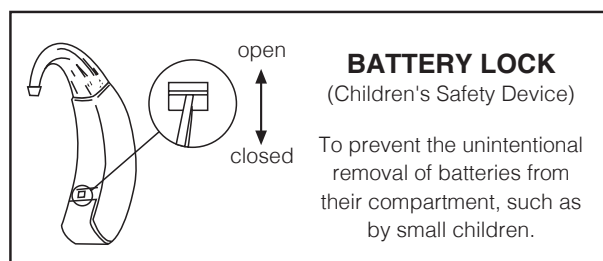 open
closed
BATTERY LOCK
(Children's Safety Device)
To prevent the unintentional
removal of batteries from
their compartment, such as
by small children.